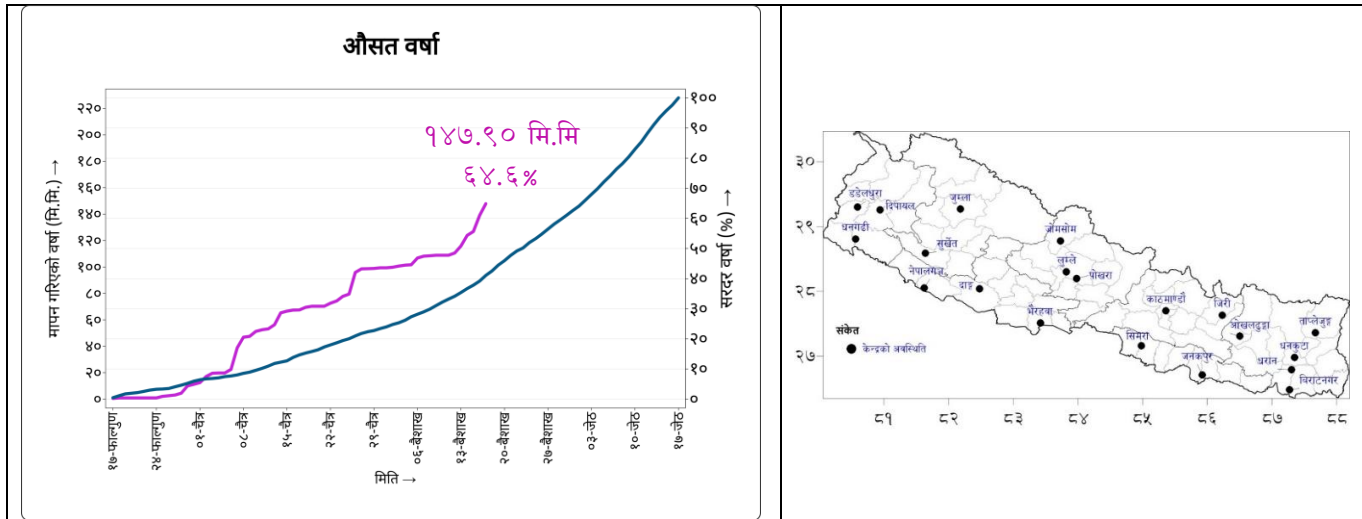 औसत वर्षा
१४७.९० मि.मि
६४.६%
मापन गरिएको वर्षा (मि.मि.) →
२२०
२००
१८०
१६०
१४०
१२०
१००
८०
६०
४०
२०
०
सरदर वर्षा (%) →
१००
९०
८०
७०
६०
५०
४०
३०
२०
१०
०
१७-फाल्गुण
२४-फाल्गुण
०१-चैत्र
०८-चैत्र
१५-चैत्र
२२-चैत्र
२९-चैत्र
०६-बैशाख
१३-बैशाख
२०-बैशाख
२७-बैशाख
०३-जेठ
१०-जेठ
१७-जेठ
मिति →
३०
२९
२८
२७
डडेलधुरा
दिपायल
जुम्ला
धनगढी
सुर्खेत
जोमसोम
लुम्ले
पोखरा
नेपालगञ्ज
दाङ्ग
भैरहवा
काठमाण्डौ
जिरी
ओखलढुङ्गा
ताप्लेजुङ्ग
सिमरा
जनकपुर
धनकुटा
धरान
बिराटनगर
संकेत
केन्द्रको अवस्थिति
८१ ८२ ८३ ८४ ८५ ८६ ८७ ८८